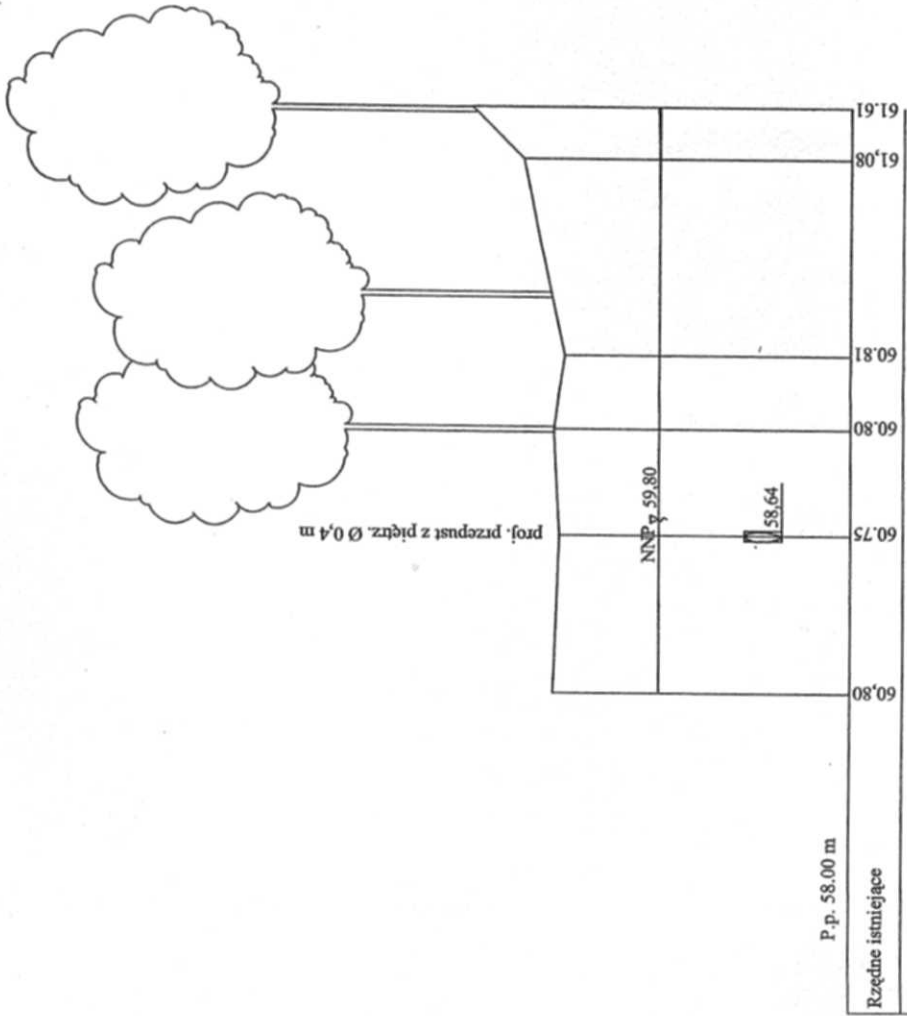 proj. przepust z piętrz. Ø 0,4 m
NNP 59,80
58,64
P.p. 58.00 m
Rzędne istniejące
60,80
60.75
60.80
60.81
61,08
61.61